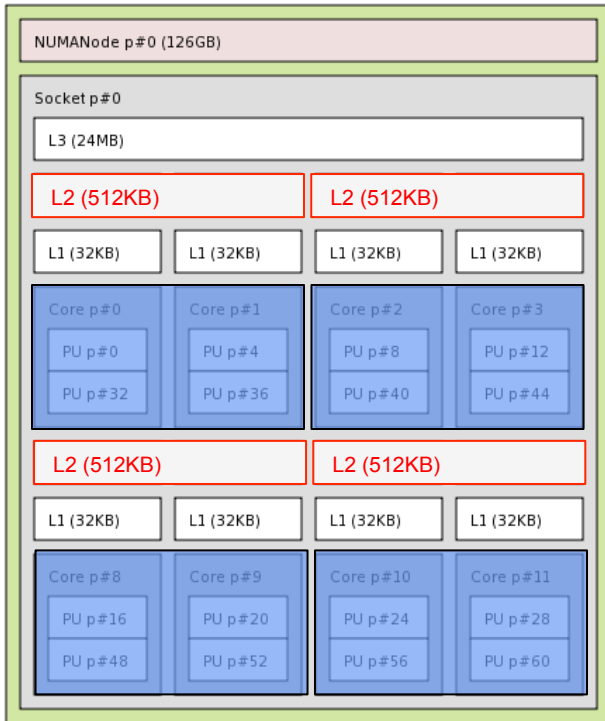 NUMANode p#0 (126GB)
Socket p#0
L3 (24MB)
L2 (512KB) L2 (512KB)
L1 (32KB) L1 (32KB) L1 (32KB) L1 (32KB)
Core p#0 Core p#1 Core p#2 Core p#3
PU p#0 PU p#4 PU p#8 PU p#12
PU p#32 PU p#36 PU p#40 PU p#44
L2 (512KB) L2 (512KB)
L1 (32KB) L1 (32KB) L1 (32KB) L1 (32KB)
Core p#8 Core p#9 Core p#10 Core p#11
PU p#16 PU p#20 PU p#24 PU p#28
PU p#48 PU p#52 PU p#56 PU p#60